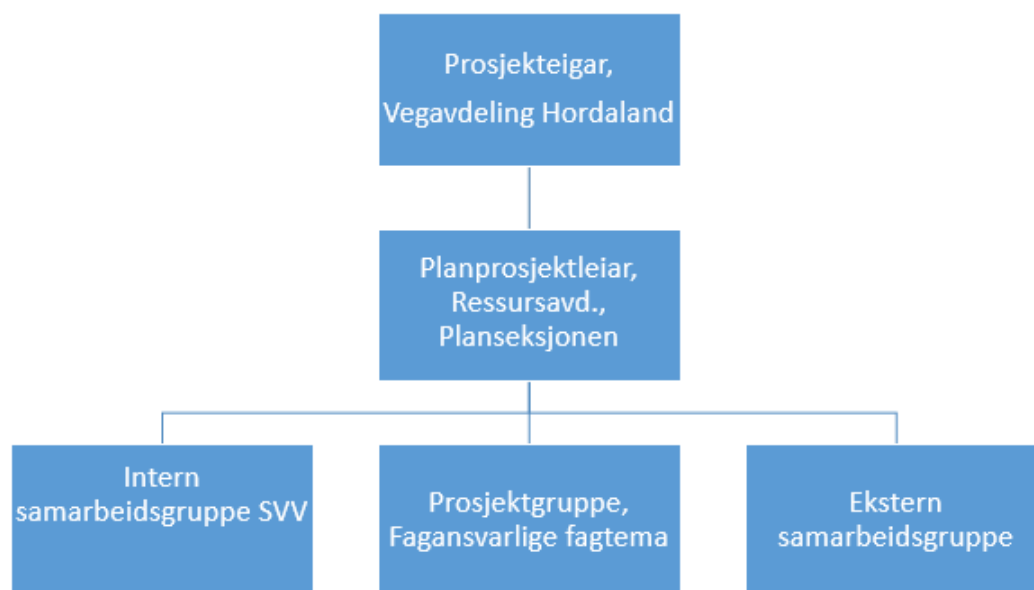 Prosjekteigar,
Vegavdeling Hordaland
Planprosjektleiar,
Ressursavd.,
Planseksjonen
Intern
samarbeidsgruppe SVV
Prosjektgruppe,
Fagansvarlige fagtema
Ekstern
samarbeidsgruppe